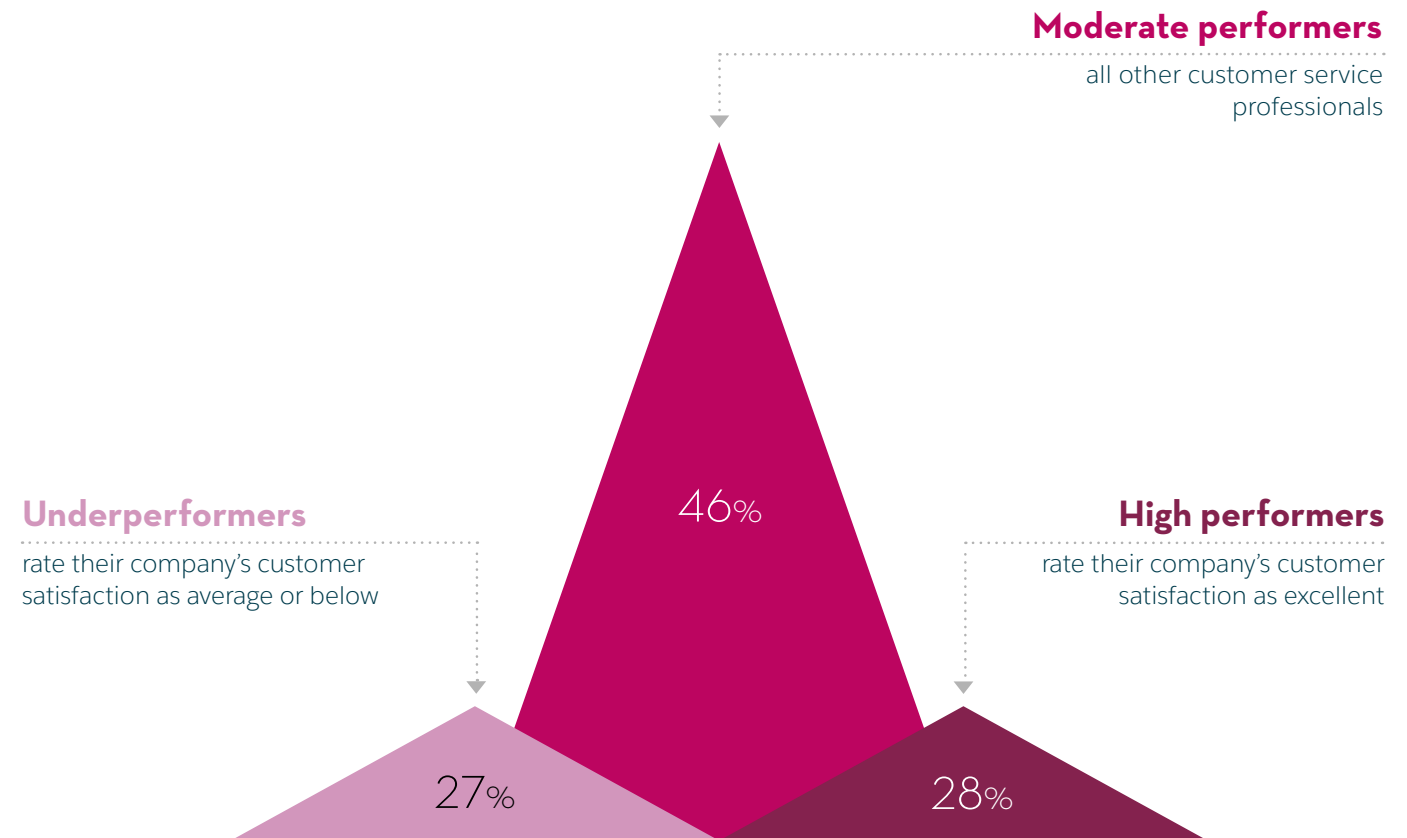 Moderate performers
all other customer service
professionals
46%
Underperformers
rate their company’s customer
satisfaction as average or below
High performers
rate their company’s customer
satisfaction as excellent
27%
28%